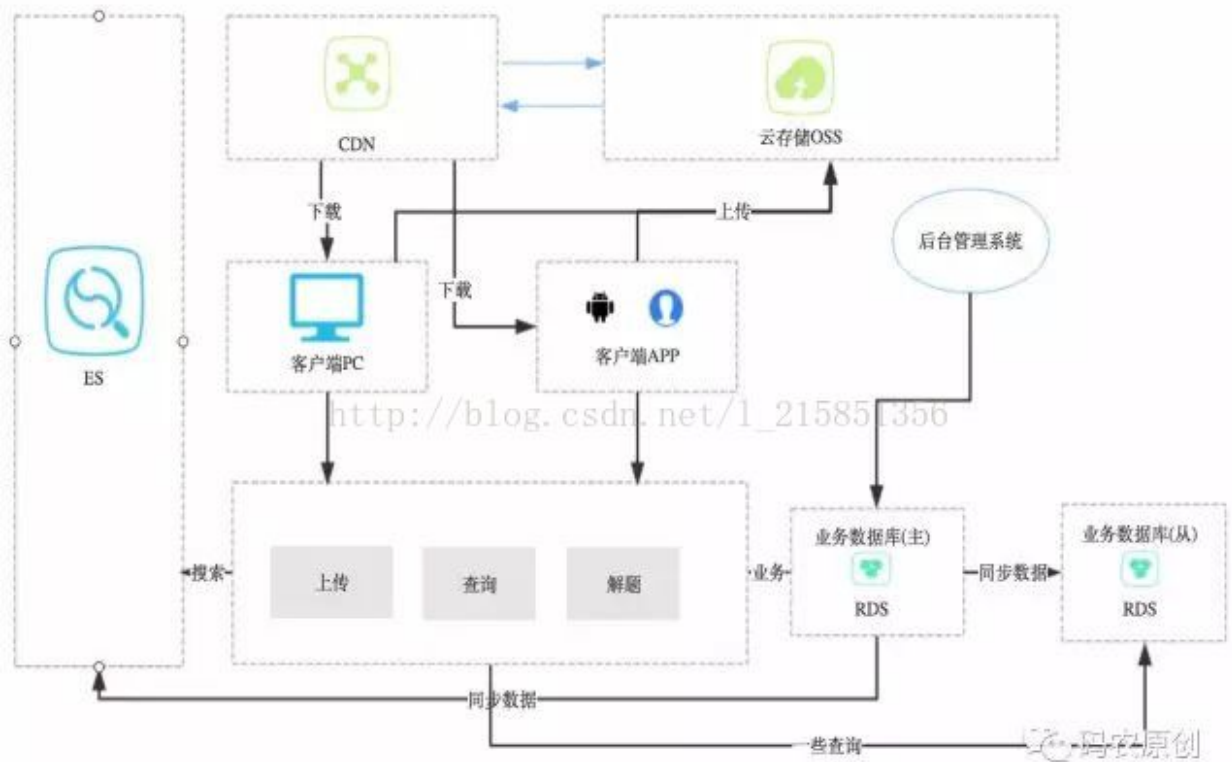 CDN
云存储OSS
下载
上传
后台管理系统
下载
ES
客户端PC
客户端APP
http://blog.csdn.net/l_215851356
业务数据库(主)
业务数据库(从)
搜索
上传
查询
解题
业务
同步数据
RDS
RDS
同步数据
一些查询
码农原创